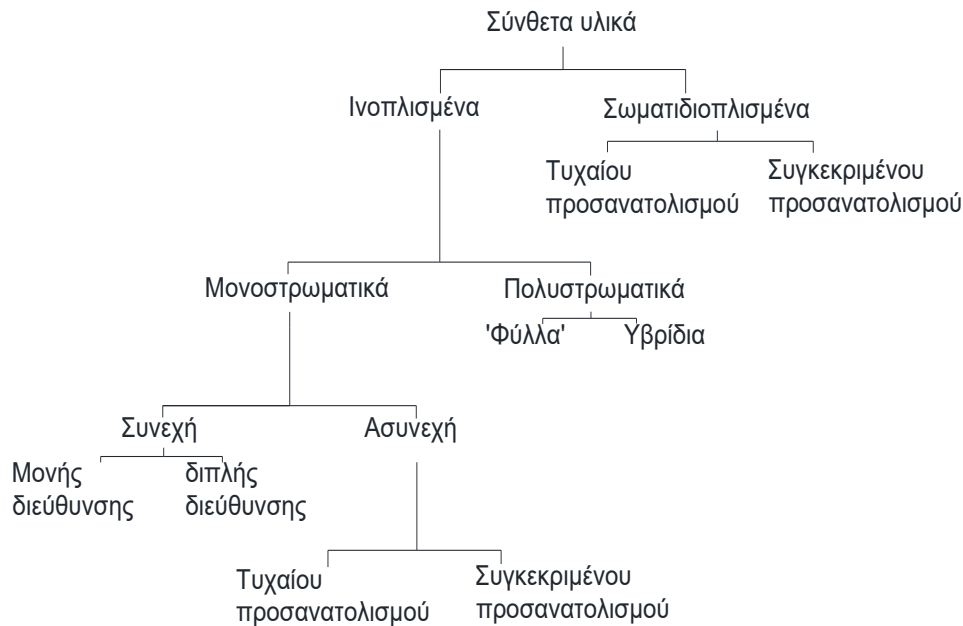 Σύνθετα υλικά
Ινοπλισμένα
Σωματιδιοπλισμένα
Τυχαίου
προσανατολισμού
Συγκεκριμένου
προσανατολισμού
Μονοστρωματικά
Πολυστρωματικά
'Φύλλα'
Υβρίδια
Συνεχή
Ασυνεχή
Μονής
διεύθυνσης
διπλής
διεύθυνσης
Τυχαίου
προσανατολισμού
Συγκεκριμένου
προσανατολισμού